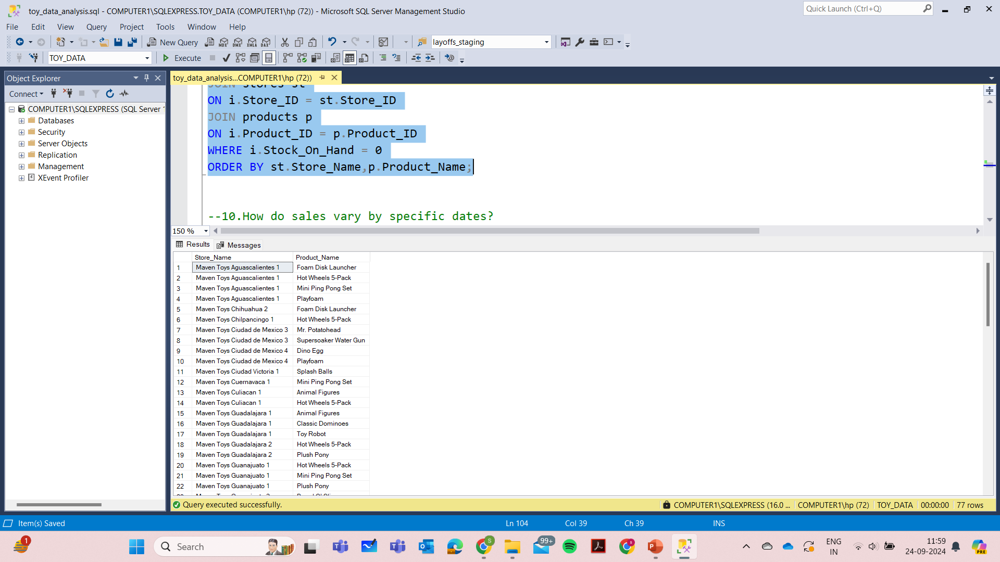 toy_data_analysis.sql - COMPUTER1\SQLEXPRESS.TOY_DATA (COMPUTER1\hp (72)) - Microsoft SQL Server Management Studio
Quick Launch (Ctrl+Q)
File Edit View Query Project Tools Window Help
New Query
MDX DMX XMLA DAX
layoffs_staging
TOY_DATA
Execute
Object Explorer
toy_data_analysis...COMPUTER1\hp (72))
Connect
COMPUTER1\SQLEXPRESS (SQL Server
Databases
Security
Server Objects
Replication
Management
XEvent Profiler
JOIN stores st
ON i.Store_ID = st.Store_ID
JOIN products p
ON i.Product_ID = p.Product_ID
WHERE i.Stock_On_Hand = 0
ORDER BY st.Store_Name,p.Product_Name;
--10.How do sales vary by specific dates?
150 %
Results Messages
Store_Name Product_Name
1 Maven Toys Aguascalientes 1 Foam Disk Launcher
2 Maven Toys Aguascalientes 1 Hot Wheels 5-Pack
3 Maven Toys Aguascalientes 1 Mini Ping Pong Set
4 Maven Toys Aguascalientes 1 Playfoam
5 Maven Toys Chihuahua 2 Foam Disk Launcher
6 Maven Toys Chilpancingo 1 Hot Wheels 5-Pack
7 Maven Toys Ciudad de Mexico 3 Mr. Potatohead
8 Maven Toys Ciudad de Mexico 3 Supersoaker Water Gun
9 Maven Toys Ciudad de Mexico 4 Dino Egg
10 Maven Toys Ciudad de Mexico 4 Playfoam
11 Maven Toys Ciudad Victoria 1 Splash Balls
12 Maven Toys Cuernavaca 1 Mini Ping Pong Set
13 Maven Toys Culiacan 1 Animal Figures
14 Maven Toys Culiacan 1 Hot Wheels 5-Pack
15 Maven Toys Guadalajara 1 Animal Figures
16 Maven Toys Guadalajara 1 Classic Dominoes
17 Maven Toys Guadalajara 1 Toy Robot
18 Maven Toys Guadalajara 2 Hot Wheels 5-Pack
19 Maven Toys Guadalajara 2 Plush Pony
20 Maven Toys Guanajuato 1 Hot Wheels 5-Pack
21 Maven Toys Guanajuato 1 Mini Ping Pong Set
22 Maven Toys Guanajuato 1 Plush Pony
Query executed successfully.
COMPUTER1\SQLEXPRESS (16.0 ... COMPUTER1\hp (72) TOY_DATA 00:00:00 77 rows
Item(s) Saved
Ln 104 Col 39 Ch 39 INS
1
Search
99+
ENG
IN
11:59
24-09-2024
PRE